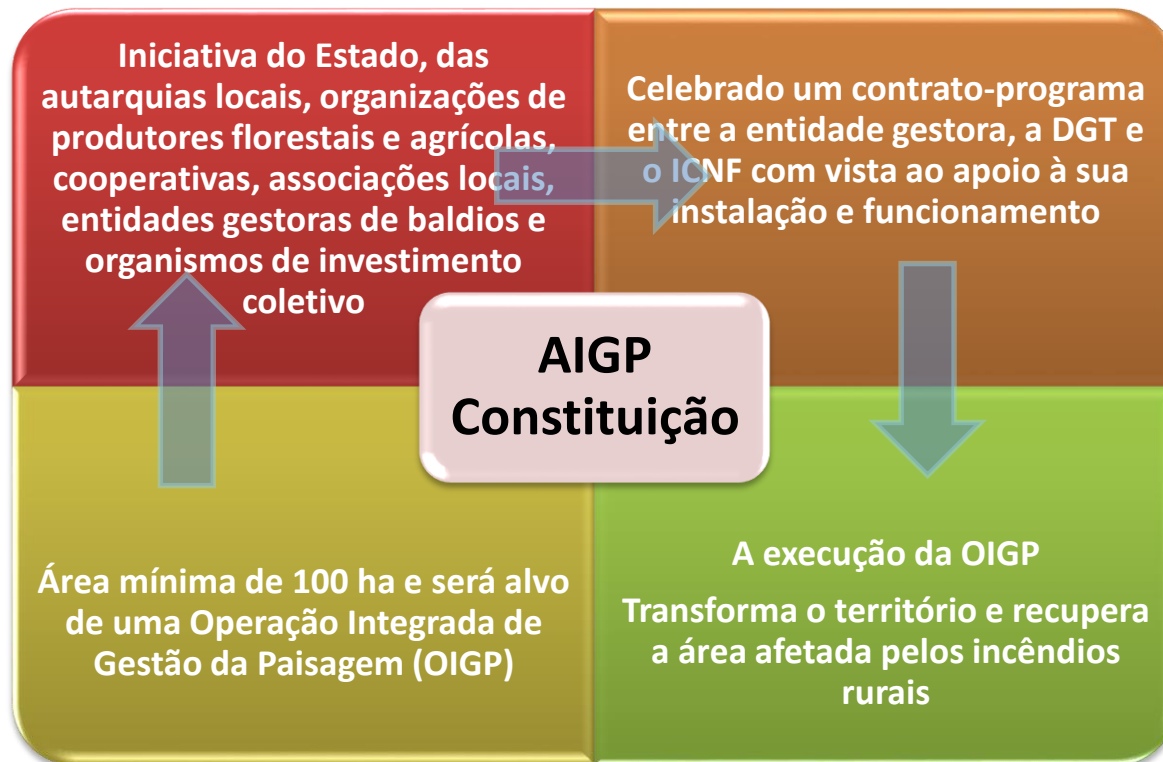 Iniciativa do Estado, das
autarquias locais, organizações de
produtores florestais e agrícolas,
cooperativas, associações locais,
entidades gestoras de baldios e
organismos de investimento
coletivo
Celebrado um contrato-programa
entre a entidade gestora, a DGT e
o ICNF com vista ao apoio à sua
instalação e funcionamento
AIGP
Constituição
Área mínima de 100 ha e será alvo
de uma Operação Integrada de
Gestão da Paisagem (OIGP)
A execução da OIGP
Transforma o território e recupera
a área afetada pelos incêndios
rurais